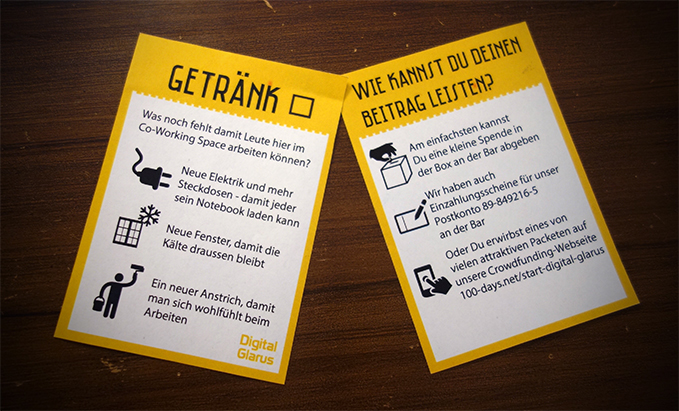 GETRÄNK
Was noch fehlt damit Leute hier im
Co-Working Space arbeiten können?
Neue Elektrik und mehr
Steckdosen - damit jeder
sein Notebook laden kann
Neue Fenster, damit die
Kälte draussen bleibt
Ein neuer Anstrich, damit
man sich wohlfühlt beim
Arbeiten
Digital
Glarus
WIE KANNST DU DEINEN
BEITRAG LEISTEN?
Am einfachsten kannst
Du eine kleine Spende in
der Box an der Bar abgeben
Wir haben auch
Einzahlungsscheine für unser
Postkonto 89-849216-5
an der Bar
Oder Du erwirbst eines von
vielen attraktiven Packeten auf
unsere Crowdfunding-Webseite
100-days.net/start-digital-glarus